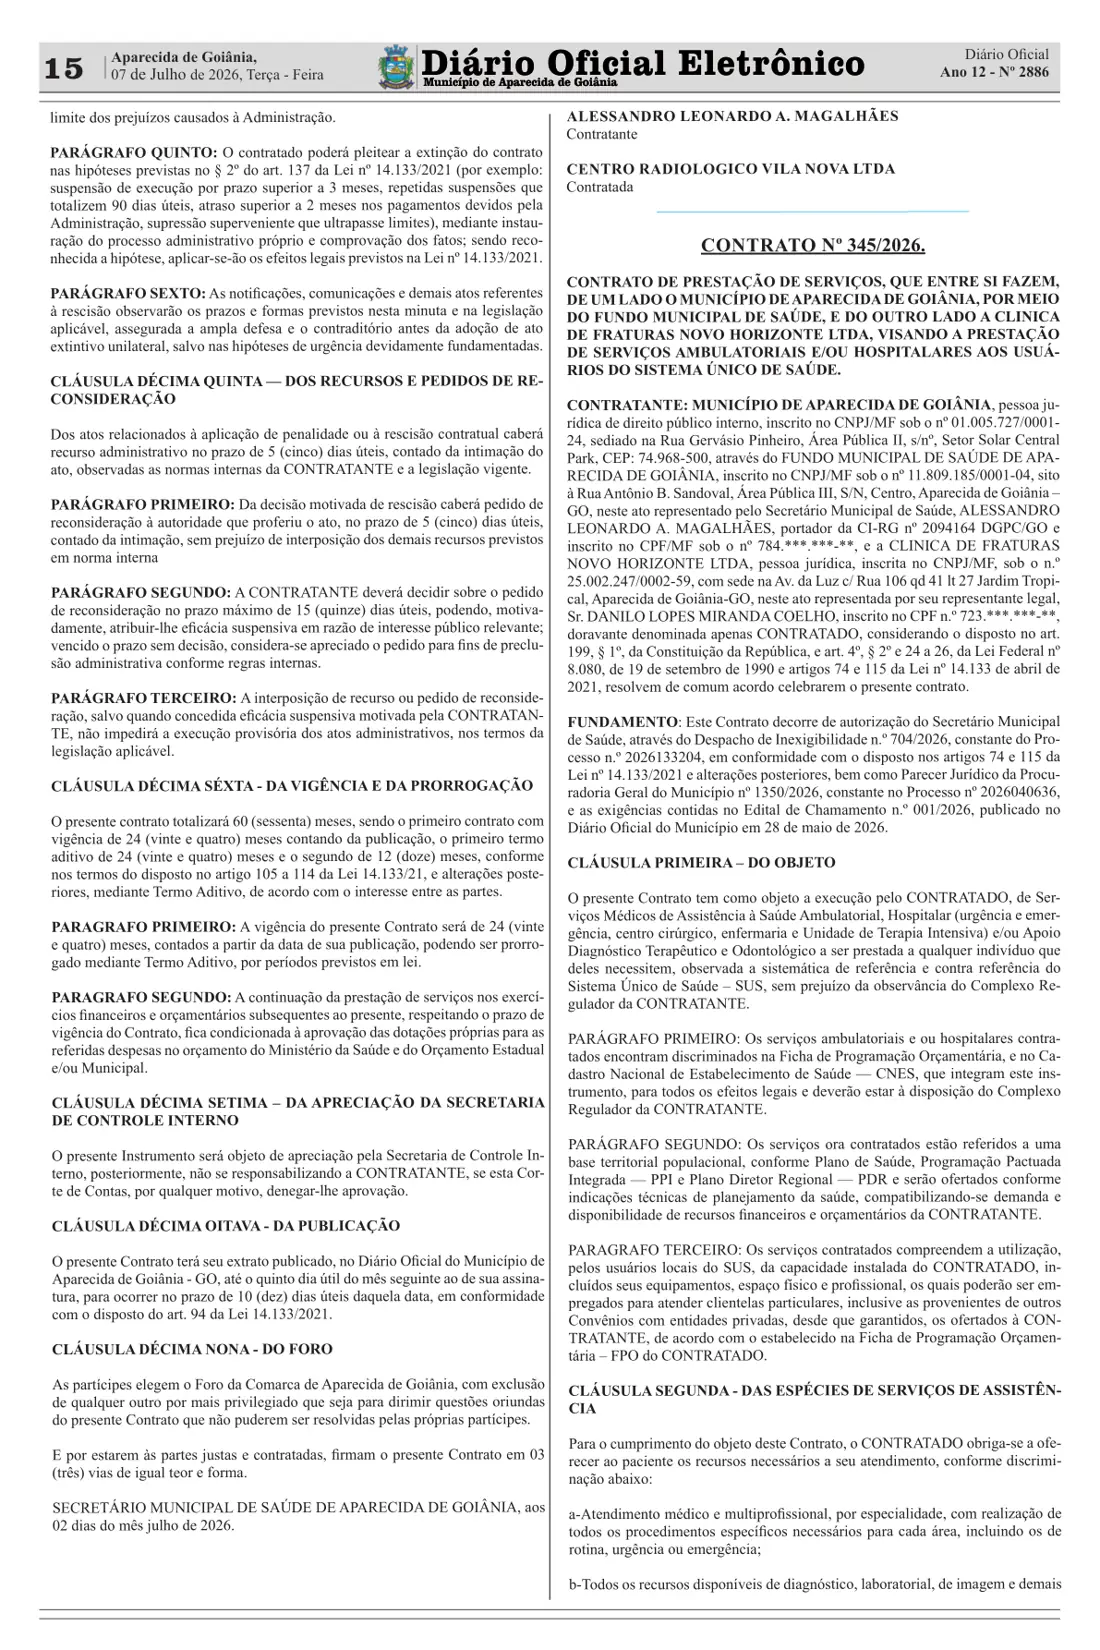 15
Aparecida de Goiânia,
07 de Julho de 2026, Terça - Feira
Diário Oficial Eletrônico
Município de Aparecida de Goiânia
Diário Oficial
Ano 12 - Nº 2886
limite dos prejuízos causados à Administração.
PARÁGRAFO QUINTO: O contratado poderá pleitear a extinção do contrato
nas hipóteses previstas no § 2º do art. 137 da Lei nº 14.133/2021 (por exemplo:
suspensão de execução por prazo superior a 3 meses, repetidas suspensões que
totalizem 90 dias úteis, atraso superior a 2 meses nos pagamentos devidos pela
Administração, supressão superveniente que ultrapasse limites), mediante instau-
ração do processo administrativo próprio e comprovação dos fatos; sendo reco-
nhecida a hipótese, aplicar-se-ão os efeitos legais previstos na Lei nº 14.133/2021.
PARÁGRAFO SEXTO: As notificações, comunicações e demais atos referentes
à rescisão observarão os prazos e formas previstos nesta minuta e na legislação
aplicável, assegurada a ampla defesa e o contraditório antes da adoção de ato
extintivo unilateral, salvo nas hipóteses de urgência devidamente fundamentadas.
CLÁUSULA DÉCIMA QUINTA — DOS RECURSOS E PEDIDOS DE RE-
CONSIDERAÇÃO
Dos atos relacionados à aplicação de penalidade ou à rescisão contratual caberá
recurso administrativo no prazo de 5 (cinco) dias úteis, contado da intimação do
ato, observadas as normas internas da CONTRATANTE e a legislação vigente.
PARÁGRAFO PRIMEIRO: Da decisão motivada de rescisão caberá pedido de
reconsideração à autoridade que proferiu o ato, no prazo de 5 (cinco) dias úteis,
contado da intimação, sem prejuízo de interposição dos demais recursos previstos
em norma interna
PARÁGRAFO SEGUNDO: A CONTRATANTE deverá decidir sobre o pedido
de reconsideração no prazo máximo de 15 (quinze) dias úteis, podendo, motiva-
damente, atribuir-lhe eficácia suspensiva em razão de interesse público relevante;
vencido o prazo sem decisão, considera-se apreciado o pedido para fins de preclu-
são administrativa conforme regras internas.
PARÁGRAFO TERCEIRO: A interposição de recurso ou pedido de reconside-
ração, salvo quando concedida eficácia suspensiva motivada pela CONTRATAN-
TE, não impedirá a execução provisória dos atos administrativos, nos termos da
legislação aplicável.
CLÁUSULA DÉCIMA SÉXTA - DA VIGÊNCIA E DA PRORROGAÇÃO
O presente contrato totalizará 60 (sessenta) meses, sendo o primeiro contrato com
vigência de 24 (vinte e quatro) meses contando da publicação, o primeiro termo
aditivo de 24 (vinte e quatro) meses e o segundo de 12 (doze) meses, conforme
nos termos do disposto no artigo 105 a 114 da Lei 14.133/21, e alterações poste-
riores, mediante Termo Aditivo, de acordo com o interesse entre as partes.
PARAGRAFO PRIMEIRO: A vigência do presente Contrato será de 24 (vinte
e quatro) meses, contados a partir da data de sua publicação, podendo ser prorro-
gado mediante Termo Aditivo, por períodos previstos em lei.
PARAGRAFO SEGUNDO: A continuação da prestação de serviços nos exercí-
cios financeiros e orçamentários subsequentes ao presente, respeitando o prazo de
vigência do Contrato, fica condicionada à aprovação das dotações próprias para as
referidas despesas no orçamento do Ministério da Saúde e do Orçamento Estadual
e/ou Municipal.
CLÁUSULA DÉCIMA SETIMA – DA APRECIAÇÃO DA SECRETARIA
DE CONTROLE INTERNO
O presente Instrumento será objeto de apreciação pela Secretaria de Controle In-
terno, posteriormente, não se responsabilizando a CONTRATANTE, se esta Cor-
te de Contas, por qualquer motivo, denegar-lhe aprovação.
CLÁUSULA DÉCIMA OITAVA - DA PUBLICAÇÃO
O presente Contrato terá seu extrato publicado, no Diário Oficial do Município de
Aparecida de Goiânia - GO, até o quinto dia útil do mês seguinte ao de sua assina-
tura, para ocorrer no prazo de 10 (dez) dias úteis daquela data, em conformidade
com o disposto do art. 94 da Lei 14.133/2021.
CLÁUSULA DÉCIMA NONA - DO FORO
As partícipes elegem o Foro da Comarca de Aparecida de Goiânia, com exclusão
de qualquer outro por mais privilegiado que seja para dirimir questões oriundas
do presente Contrato que não puderem ser resolvidas pelas próprias partícipes.
E por estarem às partes justas e contratadas, firmam o presente Contrato em 03
(três) vias de igual teor e forma.
SECRETÁRIO MUNICIPAL DE SAÚDE DE APARECIDA DE GOIÂNIA, aos
02 dias do mês julho de 2026.
ALESSANDRO LEONARDO A. MAGALHÃES
Contratante
CENTRO RADIOLOGICO VILA NOVA LTDA
Contratada
CONTRATO Nº 345/2026.
CONTRATO DE PRESTAÇÃO DE SERVIÇOS, QUE ENTRE SI FAZEM,
DE UM LADO O MUNICÍPIO DE APARECIDA DE GOIÂNIA, POR MEIO
DO FUNDO MUNICIPAL DE SAÚDE, E DO OUTRO LADO A CLINICA
DE FRATURAS NOVO HORIZONTE LTDA, VISANDO A PRESTAÇÃO
DE SERVIÇOS AMBULATORIAIS E/OU HOSPITALARES AOS USUÁ-
RIOS DO SISTEMA ÚNICO DE SAÚDE.
CONTRATANTE: MUNICÍPIO DE APARECIDA DE GOIÂNIA, pessoa ju-
rídica de direito público interno, inscrito no CNPJ/MF sob o nº 01.005.727/0001-
24, sediado na Rua Gervásio Pinheiro, Área Pública II, s/nº, Setor Solar Central
Park, CEP: 74.968-500, através do FUNDO MUNICIPAL DE SAÚDE DE APA-
RECIDA DE GOIÂNIA, inscrito no CNPJ/MF sob o nº 11.809.185/0001-04, sito
à Rua Antônio B. Sandoval, Área Pública III, S/N, Centro, Aparecida de Goiânia –
GO, neste ato representado pelo Secretário Municipal de Saúde, ALESSANDRO
LEONARDO A. MAGALHÃES, portador da CI-RG nº 2094164 DGPC/GO e
inscrito no CPF/MF sob o nº 784.***.***-**, e a CLINICA DE FRATURAS
NOVO HORIZONTE LTDA, pessoa jurídica, inscrita no CNPJ/MF, sob o n.º
25.002.247/0002-59, com sede na Av. da Luz c/ Rua 106 qd 41 lt 27 Jardim Tropi-
cal, Aparecida de Goiânia-GO, neste ato representada por seu representante legal,
Sr. DANILO LOPES MIRANDA COELHO, inscrito no CPF n.º 723.***.***-**,
doravante denominada apenas CONTRATADO, considerando o disposto no art.
199, § 1º, da Constituição da República, e art. 4º, § 2º e 24 a 26, da Lei Federal nº
8.080, de 19 de setembro de 1990 e artigos 74 e 115 da Lei nº 14.133 de abril de
2021, resolvem de comum acordo celebrarem o presente contrato.
FUNDAMENTO: Este Contrato decorre de autorização do Secretário Municipal
de Saúde, através do Despacho de Inexigibilidade n.º 704/2026, constante do Pro-
cesso n.º 2026133204, em conformidade com o disposto nos artigos 74 e 115 da
Lei nº 14.133/2021 e alterações posteriores, bem como Parecer Jurídico da Procu-
radoria Geral do Município nº 1350/2026, constante no Processo nº 2026040636,
e as exigências contidas no Edital de Chamamento n.º 001/2026, publicado no
Diário Oficial do Município em 28 de maio de 2026.
CLÁUSULA PRIMEIRA – DO OBJETO
O presente Contrato tem como objeto a execução pelo CONTRATADO, de Ser-
viços Médicos de Assistência à Saúde Ambulatorial, Hospitalar (urgência e emer-
gência, centro cirúrgico, enfermaria e Unidade de Terapia Intensiva) e/ou Apoio
Diagnóstico Terapêutico e Odontológico a ser prestada a qualquer indivíduo que
deles necessitem, observada a sistemática de referência e contra referência do
Sistema Único de Saúde – SUS, sem prejuízo da observância do Complexo Re-
gulador da CONTRATANTE.
PARÁGRAFO PRIMEIRO: Os serviços ambulatoriais e ou hospitalares contra-
tados encontram discriminados na Ficha de Programação Orçamentária, e no Ca-
dastro Nacional de Estabelecimento de Saúde — CNES, que integram este ins-
trumento, para todos os efeitos legais e deverão estar à disposição do Complexo
Regulador da CONTRATANTE.
PARÁGRAFO SEGUNDO: Os serviços ora contratados estão referidos a uma
base territorial populacional, conforme Plano de Saúde, Programação Pactuada
Integrada — PPI e Plano Diretor Regional — PDR e serão ofertados conforme
indicações técnicas de planejamento da saúde, compatibilizando-se demanda e
disponibilidade de recursos financeiros e orçamentários da CONTRATANTE.
PARAGRAFO TERCEIRO: Os serviços contratados compreendem a utilização,
pelos usuários locais do SUS, da capacidade instalada do CONTRATADO, in-
cluídos seus equipamentos, espaço físico e profissional, os quais poderão ser em-
pregados para atender clientelas particulares, inclusive as provenientes de outros
Convênios com entidades privadas, desde que garantidos, os ofertados à CON-
TRATANTE, de acordo com o estabelecido na Ficha de Programação Orçamen-
tária – FPO do CONTRATADO.
CLÁUSULA SEGUNDA - DAS ESPÉCIES DE SERVIÇOS DE ASSISTÊN-
CIA
Para o cumprimento do objeto deste Contrato, o CONTRATADO obriga-se a ofe-
recer ao paciente os recursos necessários a seu atendimento, conforme discrimi-
nação abaixo:
a-Atendimento médico e multiprofissional, por especialidade, com realização de
todos os procedimentos específicos necessários para cada área, incluindo os de
rotina, urgência ou emergência;
b-Todos os recursos disponíveis de diagnóstico, laboratorial, de imagem e demais